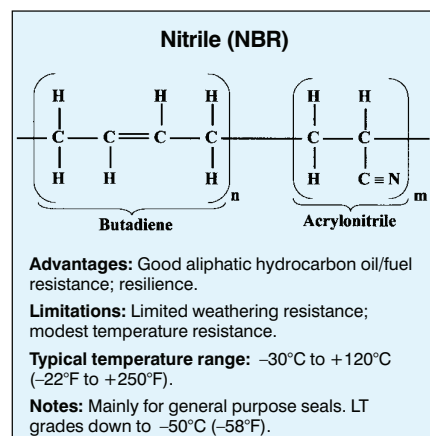 Nitrile (NBR)
H H H H H
C C C C C C
H H H H C ≡ N
n m
Butadiene Acrylonitrile
Advantages: Good aliphatic hydrocarbon oil/fuel
resistance; resilience.
Limitations: Limited weathering resistance;
modest temperature resistance.
Typical temperature range: –30°C to +120°C
(–22°F to +250°F).
Notes: Mainly for general purpose seals. LT
grades down to –50°C (–58°F).